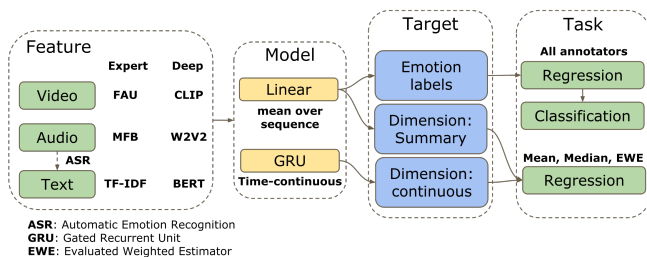 Feature
Expert Deep
Video FAU CLIP
Audio MFB W2V2
ASR
Text TF-IDF BERT
Model
Linear
mean over
sequence
GRU
Time-continuous
Target
Emotion
labels
Dimension:
Summary
Dimension:
continuous
Task
All annotators
Regression
Classification
Mean, Median, EWE
Regression
ASR: Automatic Emotion Recognition
GRU: Gated Recurrent Unit
EWE: Evaluated Weighted Estimator